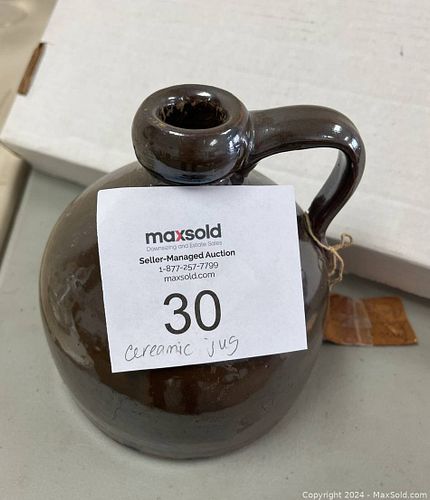 maxsold
Downsizing and Estate Sales
Seller-Managed Auction
1-877-257-7799
maxsold.com
30
cereamic jug
Copyright © 2024 - MaxSold.com